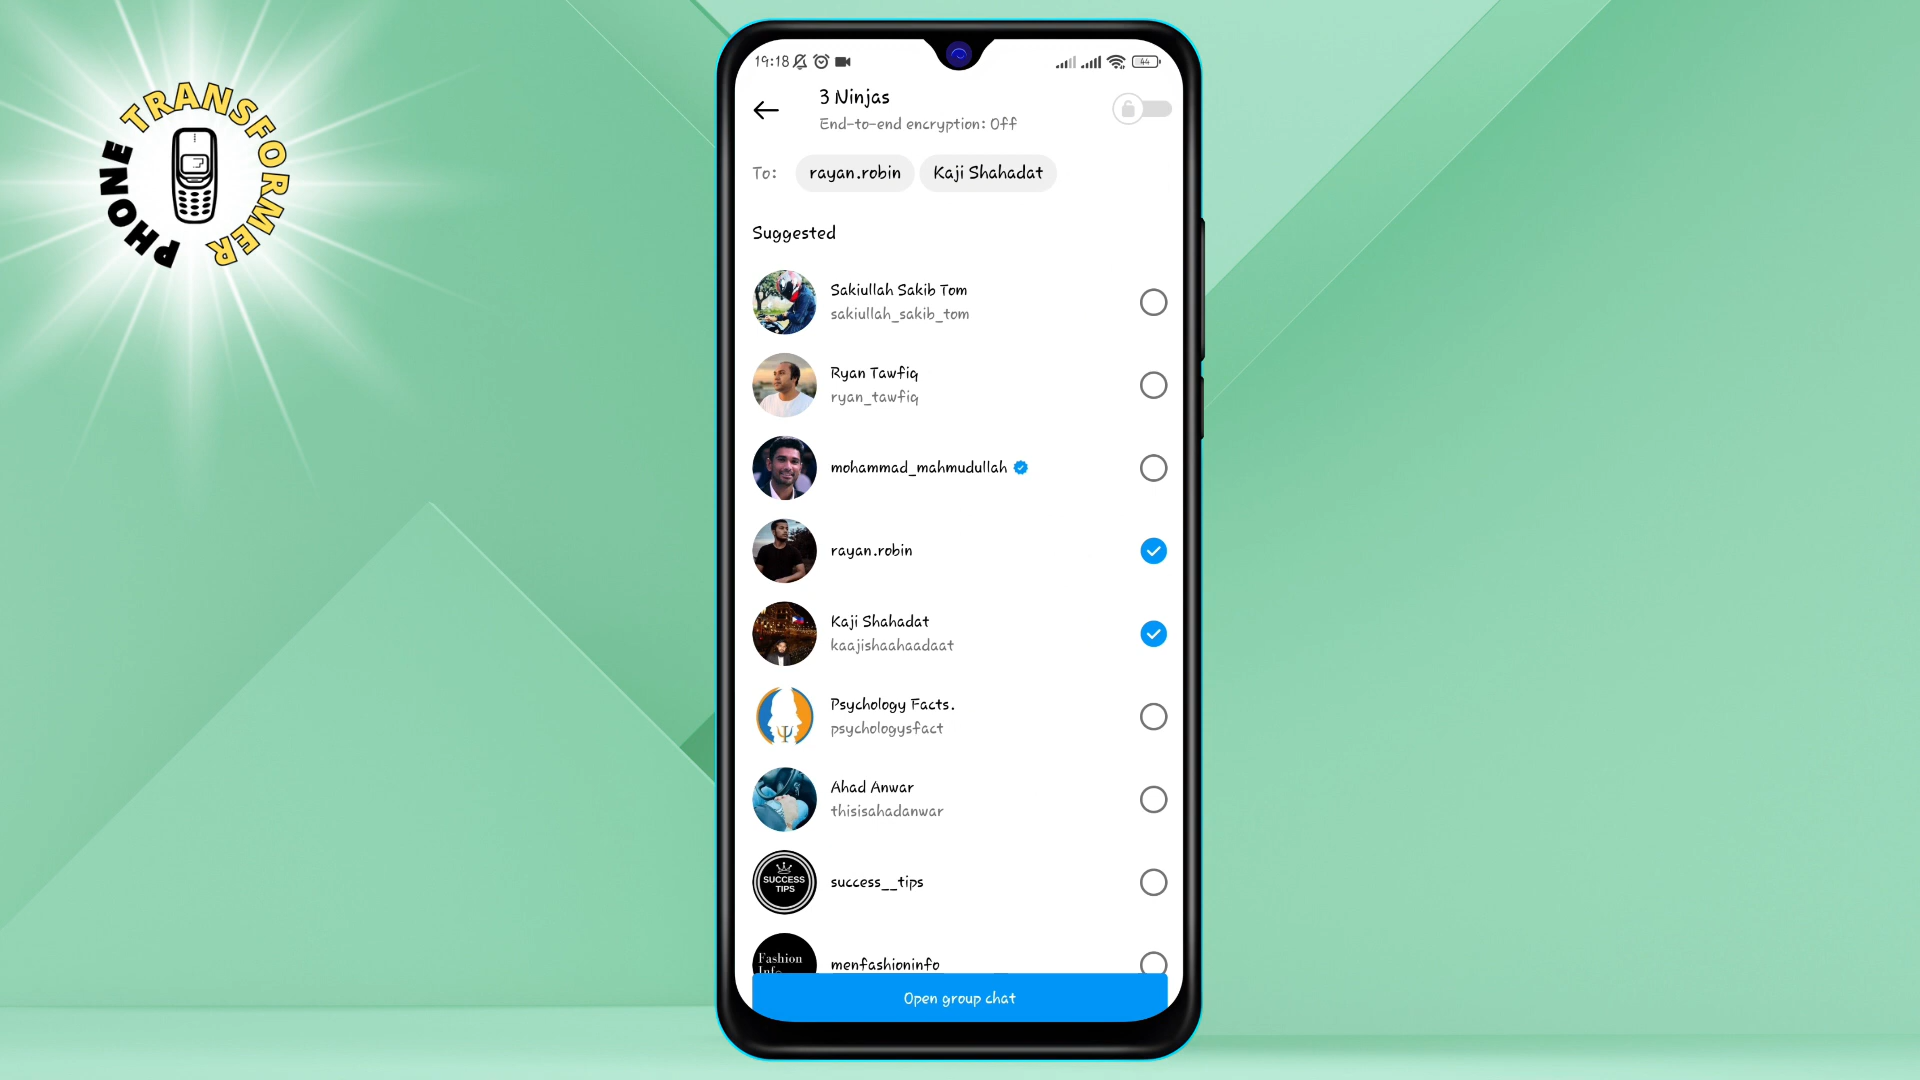 PHONE TRANSFORMER
19:18
44
3 Ninjas
End-to-end encryption: Off
To: rayan.robin Kaji Shahadat
Suggested
Sakiullah Sakib Tom
sakiullah_sakib_tom
Ryan Tawfiq
ryan_tawfiq
mohammad_mahmudullah
rayan.robin
Kaji Shahadat
kaajishaahaadaat
Psychology Facts.
psychologysfact
Ahad Anwar
thisisahadanwar
SUCCESS
TIPS
success__tips
Fashion
Info
menfashioninfo
Open group chat